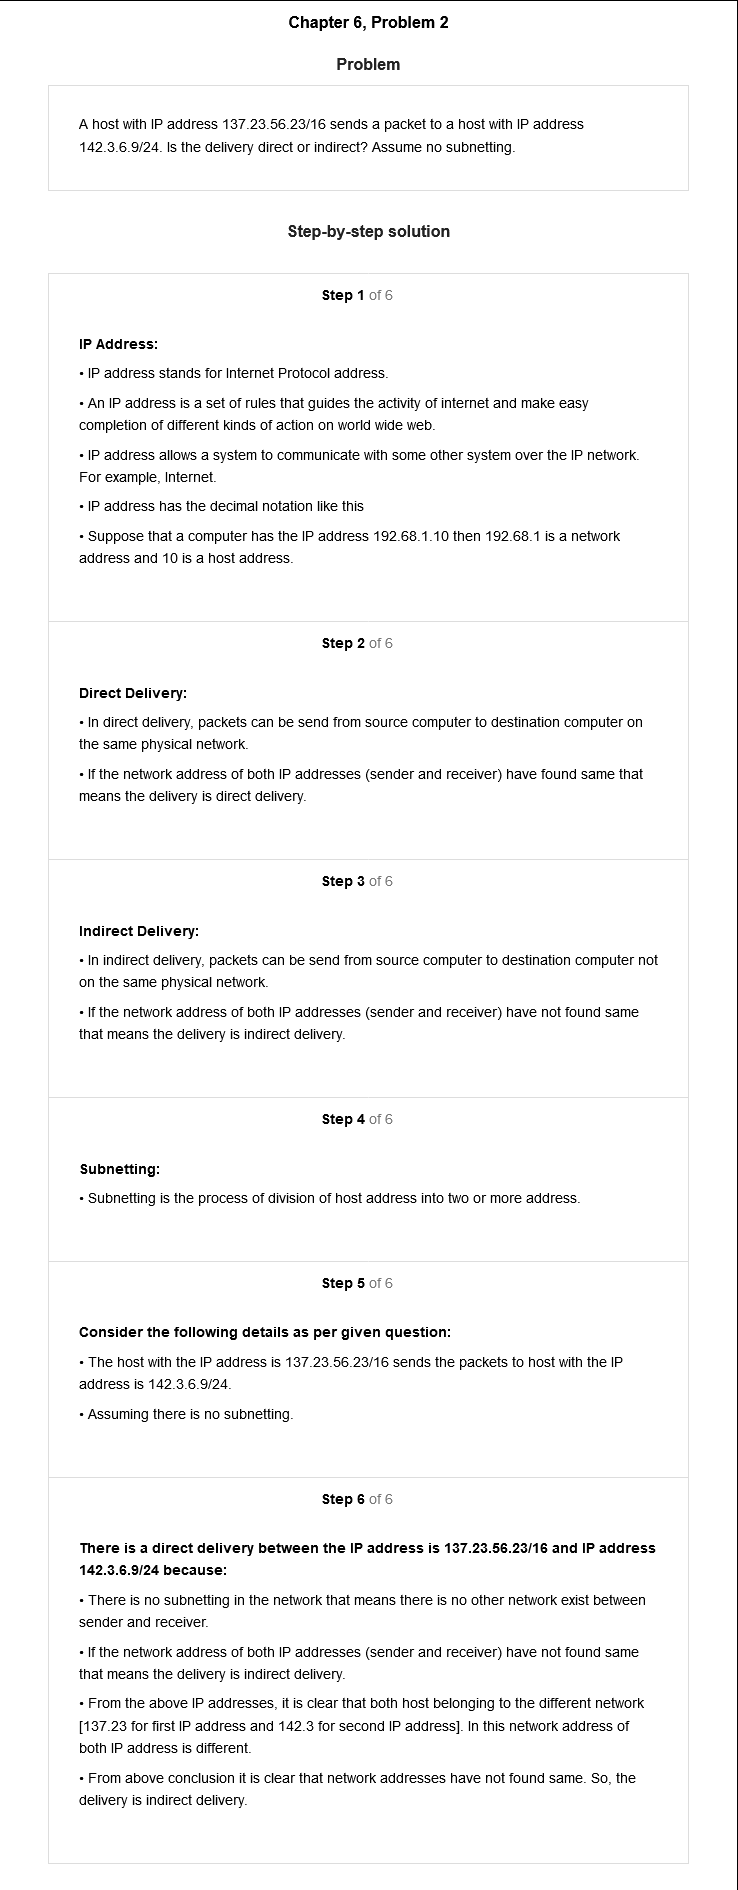 Chapter 6, Problem 2
Problem
A host with IP address 137.23.56.23/16 sends a packet to a host with IP address
142.3.6.9/24. Is the delivery direct or indirect? Assume no subnetting.
Step-by-step solution
Step 1 of 6
IP Address:
• IP address stands for Internet Protocol address.
• An IP address is a set of rules that guides the activity of internet and make easy
completion of different kinds of action on world wide web.
• IP address allows a system to communicate with some other system over the IP network.
For example, Internet.
• IP address has the decimal notation like this
• Suppose that a computer has the IP address 192.68.1.10 then 192.68.1 is a network
address and 10 is a host address.
Step 2 of 6
Direct Delivery:
• In direct delivery, packets can be send from source computer to destination computer on
the same physical network.
• If the network address of both IP addresses (sender and receiver) have found same that
means the delivery is direct delivery.
Step 3 of 6
Indirect Delivery:
• In indirect delivery, packets can be send from source computer to destination computer not
on the same physical network.
• If the network address of both IP addresses (sender and receiver) have not found same
that means the delivery is indirect delivery.
Step 4 of 6
Subnetting:
• Subnetting is the process of division of host address into two or more address.
Step 5 of 6
Consider the following details as per given question:
• The host with the IP address is 137.23.56.23/16 sends the packets to host with the IP
address is 142.3.6.9/24.
• Assuming there is no subnetting.
Step 6 of 6
There is a direct delivery between the IP address is 137.23.56.23/16 and IP address
142.3.6.9/24 because:
• There is no subnetting in the network that means there is no other network exist between
sender and receiver.
• If the network address of both IP addresses (sender and receiver) have not found same
that means the delivery is indirect delivery.
• From the above IP addresses, it is clear that both host belonging to the different network
[137.23 for first IP address and 142.3 for second IP address]. In this network address of
both IP address is different.
• From above conclusion it is clear that network addresses have not found same. So, the
delivery is indirect delivery.